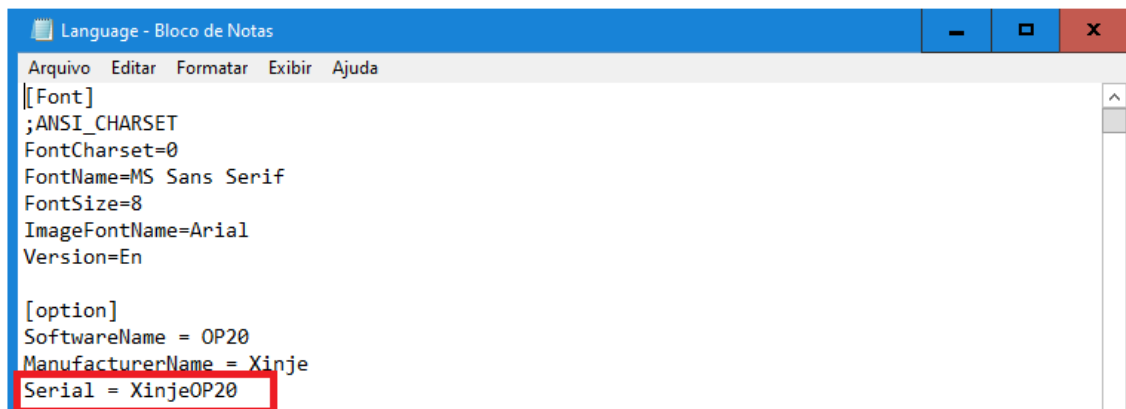 Language - Bloco de Notas
Arquivo Editar Formatar Exibir Ajuda
[Font]
;ANSI_CHARSET
FontCharset=0
FontName=MS Sans Serif
FontSize=8
ImageFontName=Arial
Version=En
[option]
SoftwareName = OP20
ManufacturerName = Xinje
Serial = XinjeOP20